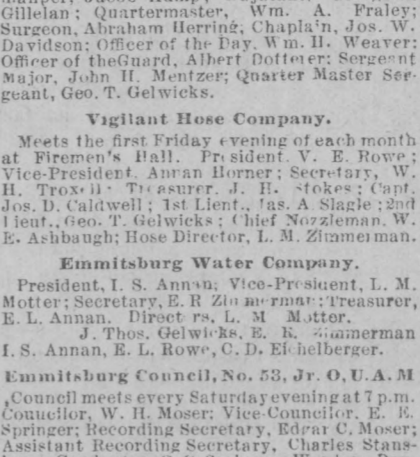 Gillelan; Quartermaster, Wm. A. Fraley;
Surgeon, Abraham Herring, Chaplain, Jos. W.
Davidson; Officer of the Day, Wm. H. Weaver;
Officer of theGuard, Albert Dotterer; Sergeant
Major, John H. Mentzer; Quarter Master Ser-
geant, Geo. T. Gelwicks.
Vigilant Hose Company.
Meets the first Friday evening of each month
at Firemen's Hall. President, V. E. Rowe;
Vice-President, Horner; Secretary, W.
H. Troxell; Treasurer, J. H. Stokes; Capt.
Jos. D. Caldwell; 1st Lieut., Jas. A. Slagle; 2nd
Lieut., Geo. T. Gelwicks; Chief Nozzleman, W.
E. Ashbaugh; Hose Director, L. M. Zimmerman.
Emmitsburg Water Company.
President, I. S. Annan; Vice-President, L. M.
Motter; Secretary, E. R Zimmerman; Treasurer,
E. L. Annan. Directors, L. M Motter.
J. Thos. Gelwicks, E. R. Zimmerman
I. S. Annan, E. L. Rowe, C. D. Eichelberger.
Emmitsburg Council, No. 53, Jr. O, U. A. M
,Council meets every Saturday evening at 7 p.m.
Councilor, W. H. Moser; Vice-Councilor, E. E.
Springer; Recording Secretary, Edgar C. Moser;
Assistant Recording Secretary, Charles Stans-